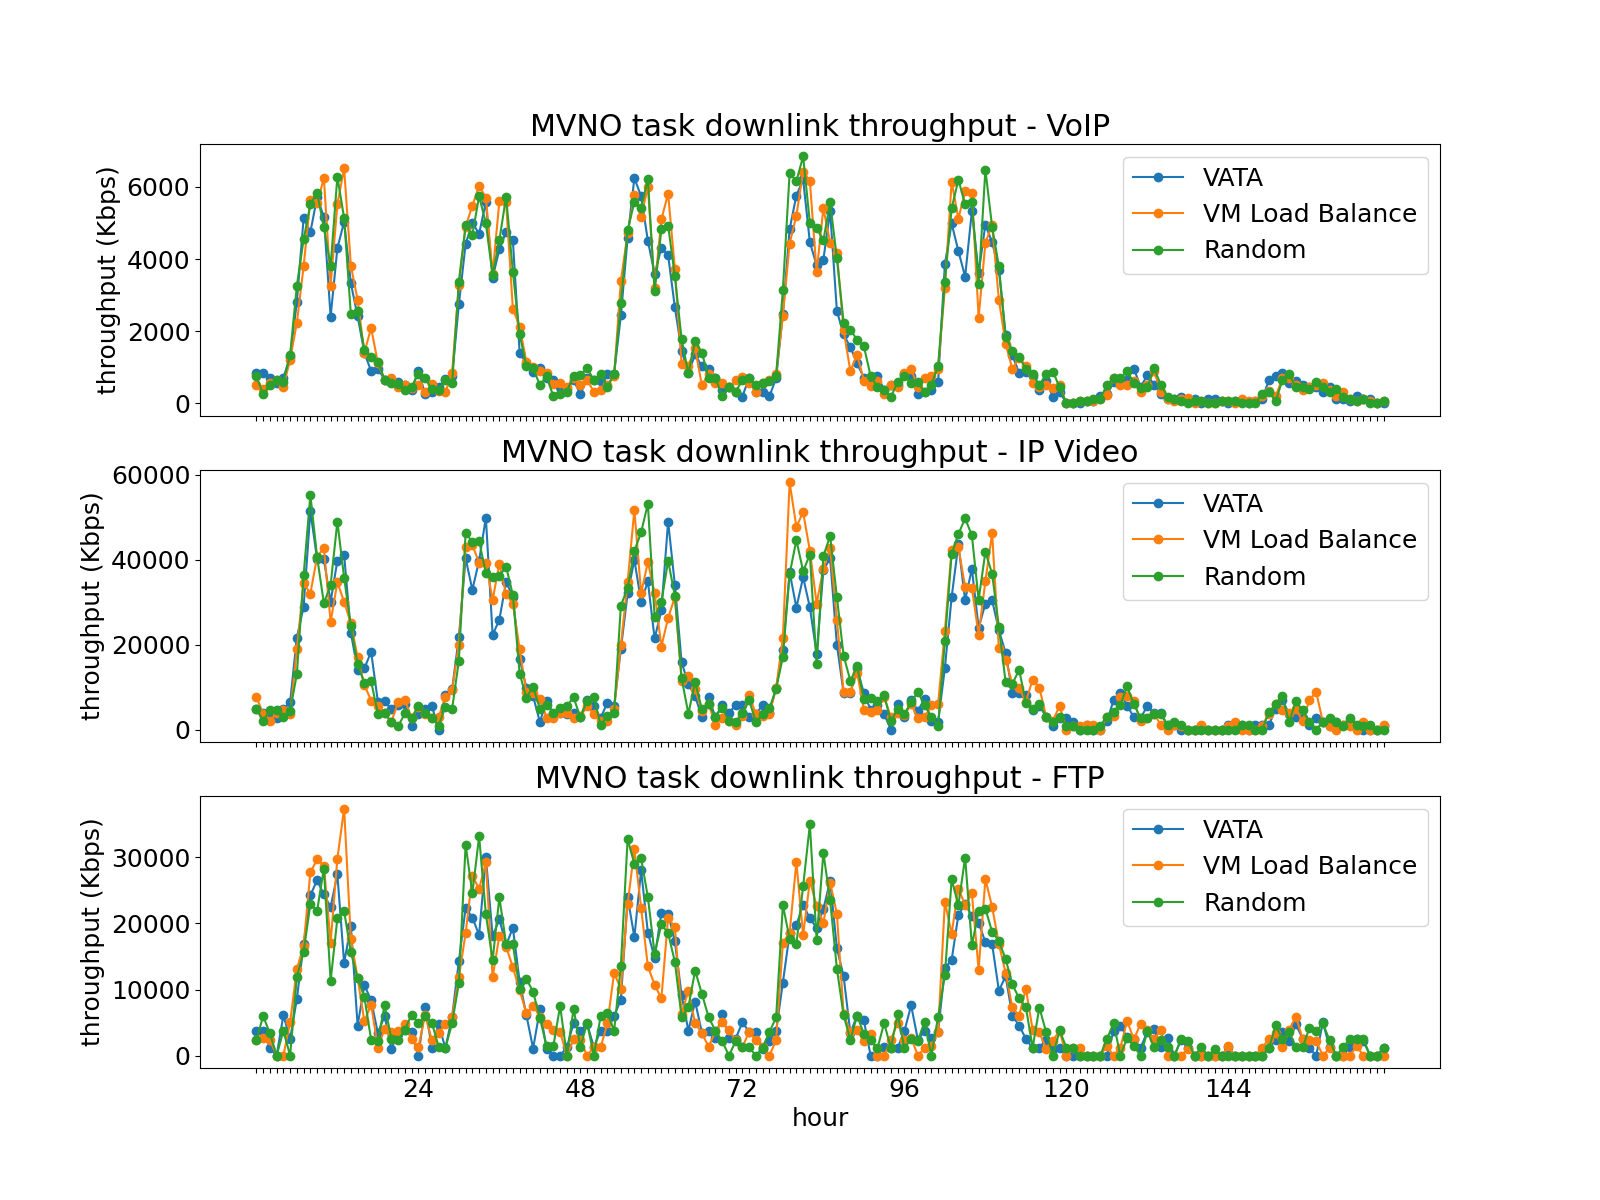 MVNO task downlink throughput - VoIP
throughput (Kbps)
6000
4000
2000
0
VATA
VM Load Balance
Random
MVNO task downlink throughput - IP Video
throughput (Kbps)
60000
40000
20000
0
VATA
VM Load Balance
Random
MVNO task downlink throughput - FTP
throughput (Kbps)
30000
20000
10000
0
VATA
VM Load Balance
Random
24 48 72 96 120 144
hour